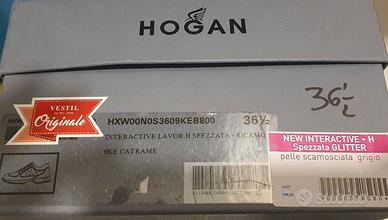 HOGAN
36½
VESTIL
Originale
HXW00N0S3609KEB800 36½
INTERACTIVE LAVOR.H SPEZZATA - RICAMO
9KE CATRAME
NEW INTERACTIVE • H
Spezzata GLITTER
pelle scamosciata grigio